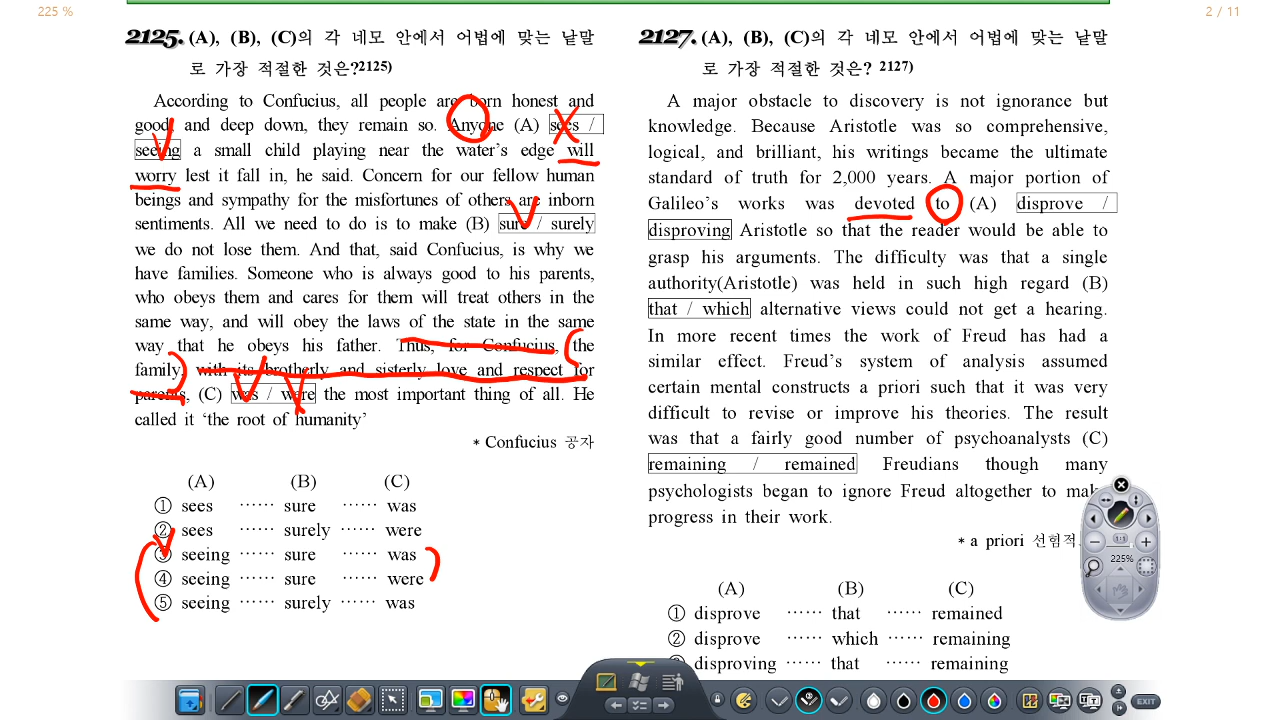 225 %
2 / 11
2125. (A), (B), (C)의 각 네모 안에서 어법에 맞는 낱말
로 가장 적절한 것은?2125)
According to Confucius, all people are born honest and
good, and deep down, they remain so. Anyone (A) sees /
seeing a small child playing near the water's edge will
worry lest it fall in, he said. Concern for our fellow human
beings and sympathy for the misfortunes of others are inborn
sentiments. All we need to do is to make (B) sure / surely
we do not lose them. And that, said Confucius, is why we
have families. Someone who is always good to his parents,
who obeys them and cares for them will treat others in the
same way, and will obey the laws of the state in the same
way that he obeys his father. Thus, for Confucius, the
family, with its brotherly and sisterly love and respect for
parents, (C) was / were the most important thing of all. He
called it ‘the root of humanity’
* Confucius 공자
(A) (B) (C)
① sees ······ sure ······ was
② sees ······ surely ······ were
③ seeing ······ sure ······ was
④ seeing ······ sure ······ were
⑤ seeing ······ surely ······ was
2127. (A), (B), (C)의 각 네모 안에서 어법에 맞는 낱말
로 가장 적절한 것은? 2127)
A major obstacle to discovery is not ignorance but
knowledge. Because Aristotle was so comprehensive,
logical, and brilliant, his writings became the ultimate
standard of truth for 2,000 years. A major portion of
Galileo's works was devoted to (A) disprove /
disproving Aristotle so that the reader would be able to
grasp his arguments. The difficulty was that a single
authority(Aristotle) was held in such high regard (B)
that / which alternative views could not get a hearing.
In more recent times the work of Freud has had a
similar effect. Freud's system of analysis assumed
certain mental constructs a priori such that it was very
difficult to revise or improve his theories. The result
was that a fairly good number of psychoanalysts (C)
remaining / remained Freudians though many
psychologists began to ignore Freud altogether to make
progress in their work.
* a priori 선험적
(A) (B) (C)
① disprove ······ that ······ remained
② disprove ······ which ······ remaining
disproving ······ that ······ remaining
1:1
225%
EXIT